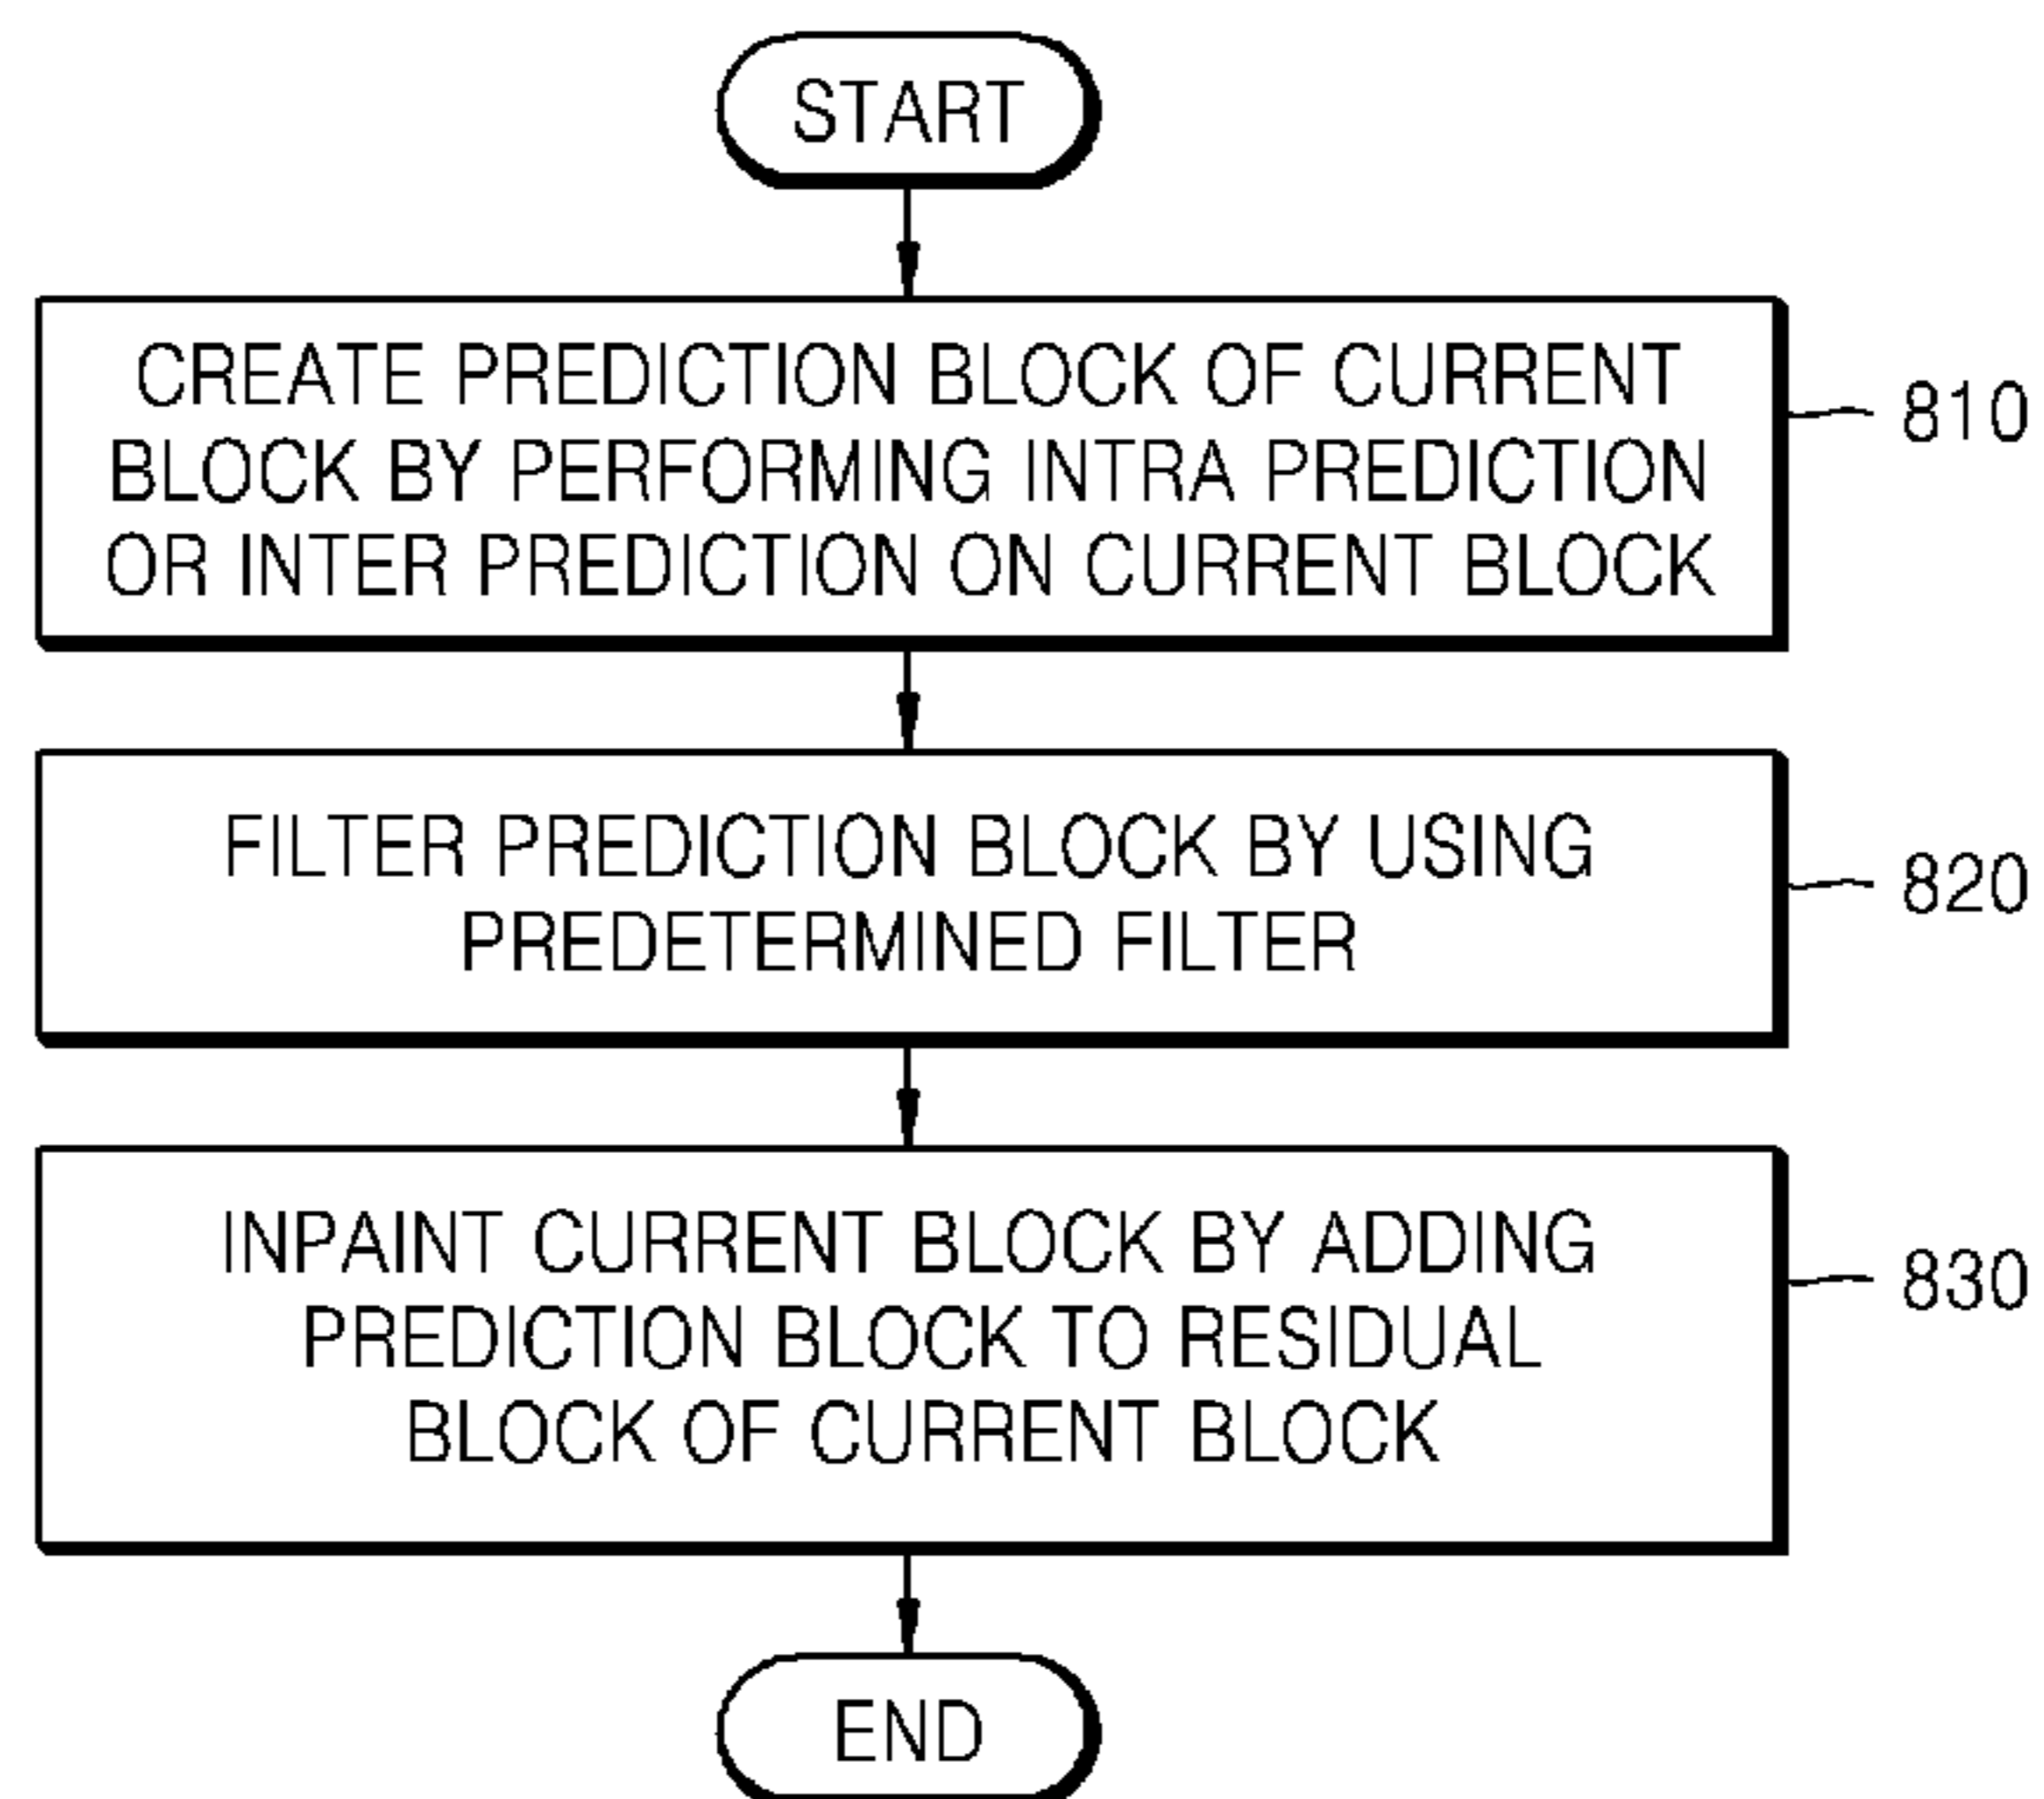 START
CREATE PREDICTION BLOCK OF CURRENT
BLOCK BY PERFORMING INTRA PREDICTION
OR INTER PREDICTION ON CURRENT BLOCK
810
FILTER PREDICTION BLOCK BY USING
PREDETERMINED FILTER
820
INPAINT CURRENT BLOCK BY ADDING
PREDICTION BLOCK TO RESIDUAL
BLOCK OF CURRENT BLOCK
830
END